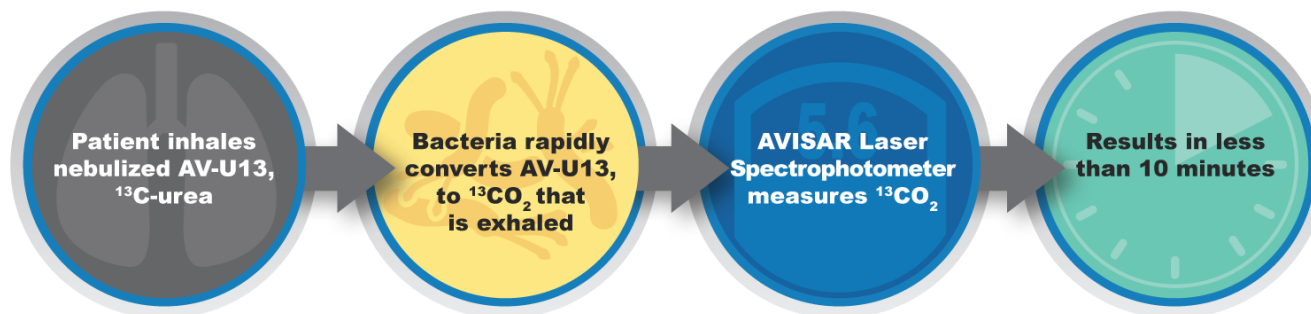 Patient inhales
nebulized AV-U13,
¹³C-urea
Bacteria rapidly
converts AV-U13,
to ¹³CO₂ that
is exhaled
56
AVISAR Laser
Spectrophotometer
measures ¹³CO₂
Results in less
than 10 minutes